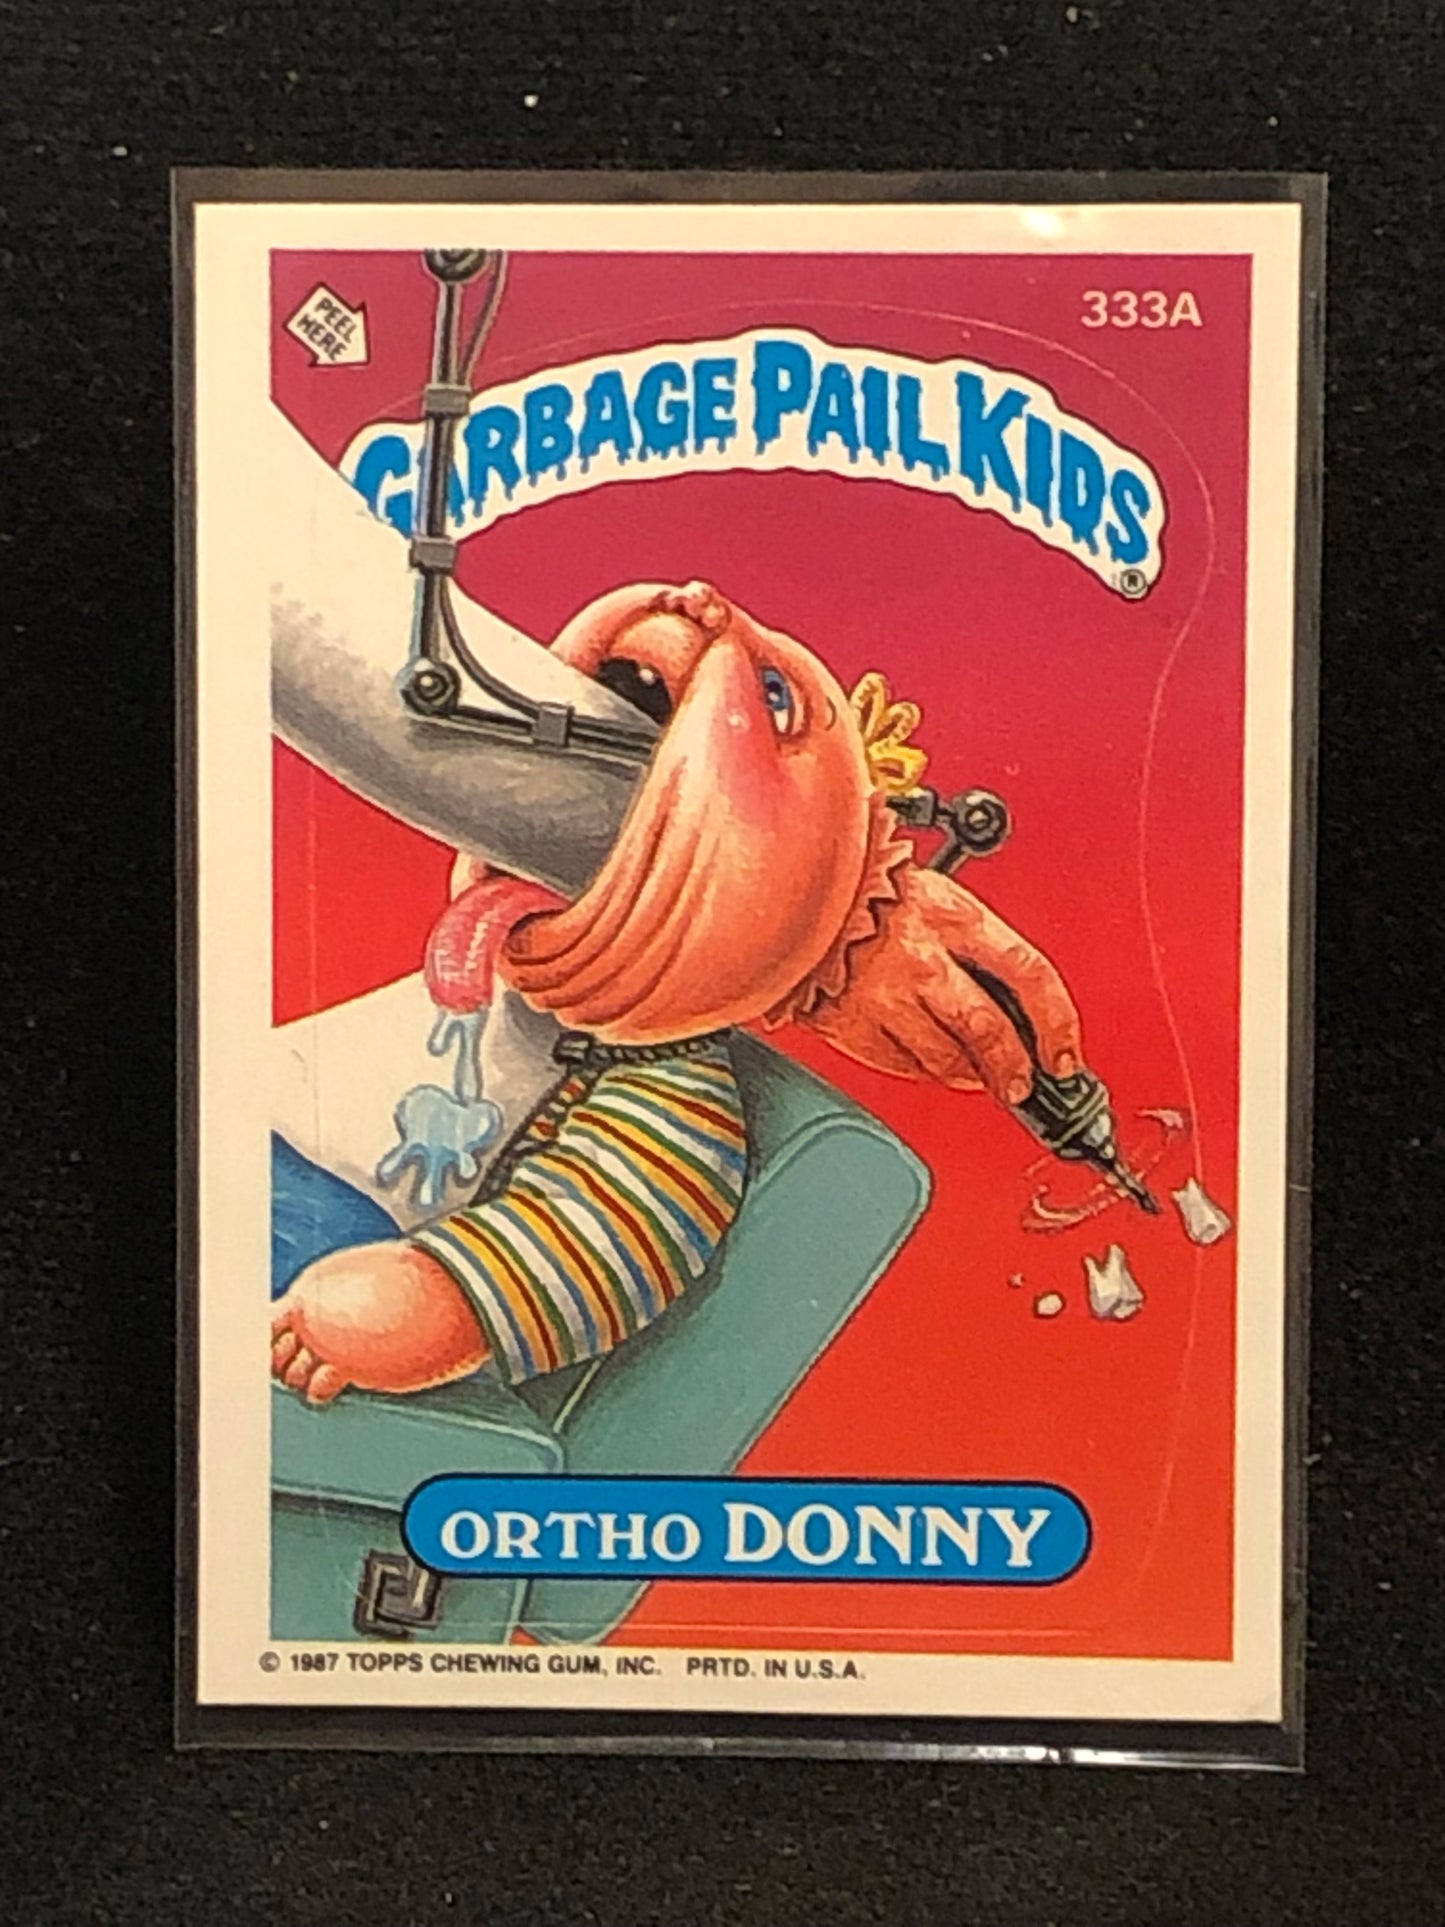 333A
PEEL
HERE
GARBAGE PAIL KIDS
®
ORTHO DONNY
© 1987 TOPPS CHEWING GUM, INC. PRTD. IN U.S.A.